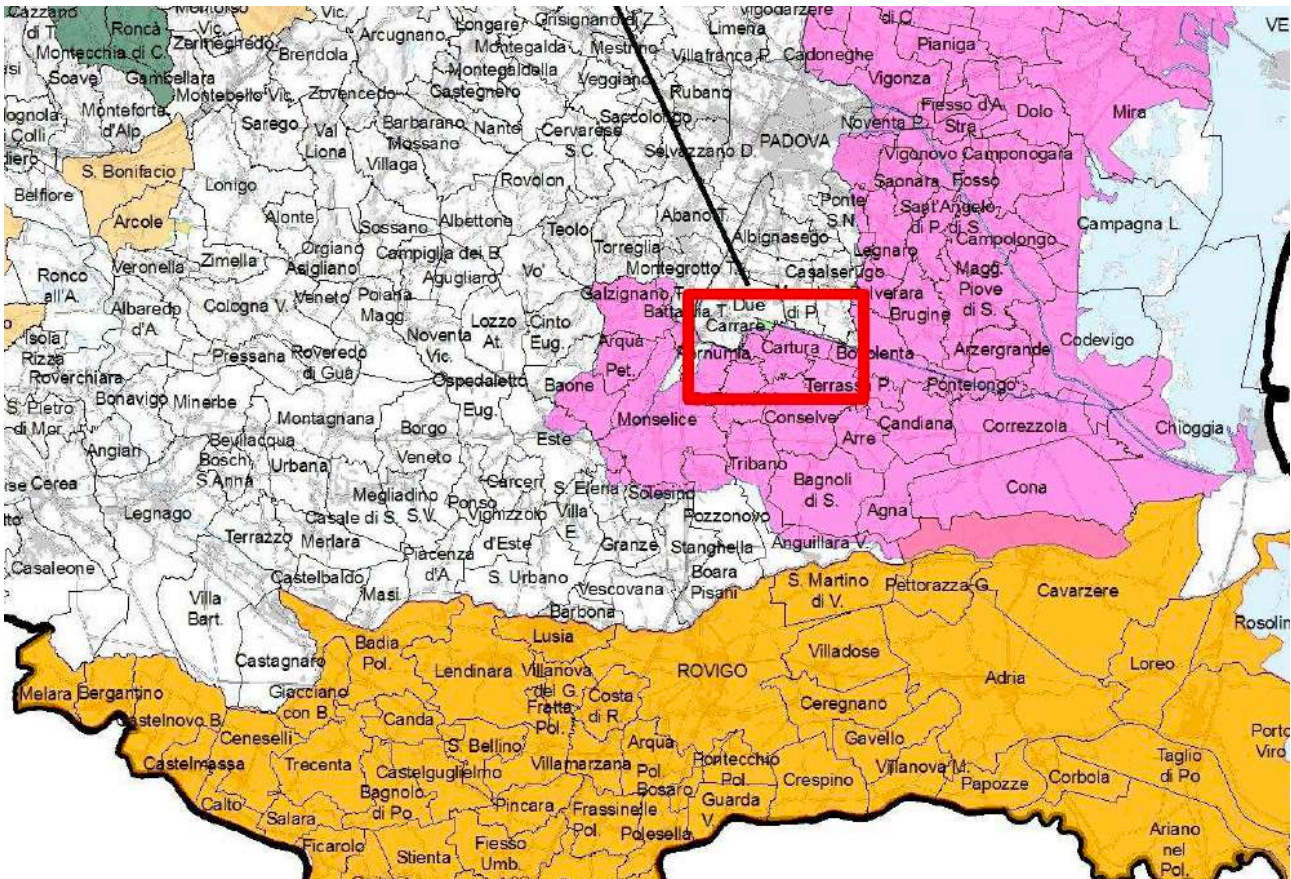 Cazzano
di T.
Roncà
Montorso
Vic.
Vic.
Arcugnano
Longare
Grisignano di Z.
Vigodarzere
Limena
di C.
VE
Montecchia di C.
Zermeghedo
Brendola
Montegalda
Mestrino
Villafranca P.
Cadoneghe
Pianiga
Soave
Gambellara
Montegaldella
Veggiano
Vigonza
Montebello Vic.
Zovencedo
Castegnero
Rubano
Monteforte
d'Alp.
Sarego
Val
Liona
Barbarano
Mossano
Nanto
Cervarese
S.C.
Saccolongo
Noventa P.
Fiesso d'A.
Stra
Dolo
Mira
i Colli
Villaga
Selvazzano D.
PADOVA
Vigonovo
Camponogara
S. Bonifacio
Belfiore
Lonigo
Rovolon
Saonara
Fosso
Arcole
Alonte
Sossano
Albettone
Teolo
Abano T.
Ponte
S.N.
Sant'Angelo
di P. di S.
Campagna L.
Albignasego
Campolongo
Magg.
Veronella
Zimella
Orgiano
Asigliano
Veneto
Campiglia dei B.
Agugliaro
Vo'
Torreglia
Montegrotto T.
Casalserugo
Legnaro
Ronco
all'A.
Galzignano T.
Polverara
Piove
di S.
Albaredo
d'A.
Cologna V.
Poiana
Magg.
Lozzo
At.
Cinto
Eug.
Battaglia T.
Due
Carrare
di P.
Brugine
Isola
Rizza
Noventa
Vic.
Arquà
Pet.
Pernumia
Cartura
Bovolenta
Arzergrande
Codevigo
Pressana
Roveredo
di Guà
Roverchiara
Ospedaletto
Eug.
Baone
Terrassa P.
Pontelongo
Bonavigo
Minerbe
S. Pietro
di Mor.
Montagnana
Borgo
Veneto
Monselice
Conselve
Candiana
Correzzola
Chioggia
Angiari
Bevilacqua
Boschi
S.Anna
Urbana
Este
Arre
Tribano
Cerea
Megliadino
S.V.
Ponso
Carceri
S. Elena
Solesino
Bagnoli
di S.
Cona
Legnago
Casale di S.
Vighizzolo
d'Este
Villa
E.
Pozzonovo
Agna
Terrazzo
Merlara
Piacenza
d'A.
Granze
Stanghella
Anguillara V.
Casaleone
Castelbaldo
S. Urbano
Boara
Pisani
S. Martino
di V.
Pettorazza G.
Cavarzere
Villa
Bart.
Masi
Vescovana
Barbona
Lusia
Rosolin
Badia
Pol.
Villadose
Castagnaro
Lendinara
Villanova
del G.
ROVIGO
Loreo
Adria
Melara
Bergantino
Giacciano
con B.
Costa
di R.
Ceregnano
Castelnovo B.
Canda
Fratta
Pol.
Ceneselli
S. Bellino
Arquà
Pol.
Gavello
Porto
Viro
Castelmassa
Trecenta
Castelguglielmo
Villamarzana
Pontecchio
Pol.
Crespino
Villanova M.
Taglio
di Po
Bagnolo
di Po
Bosaro
Papozze
Corbola
Calto
Salara
Pincara
Frassinelle
Pol.
Guarda
V.
Polesella
Ficarolo
Stienta
Fiesso
Umb.
Ariano
nel
Pol.